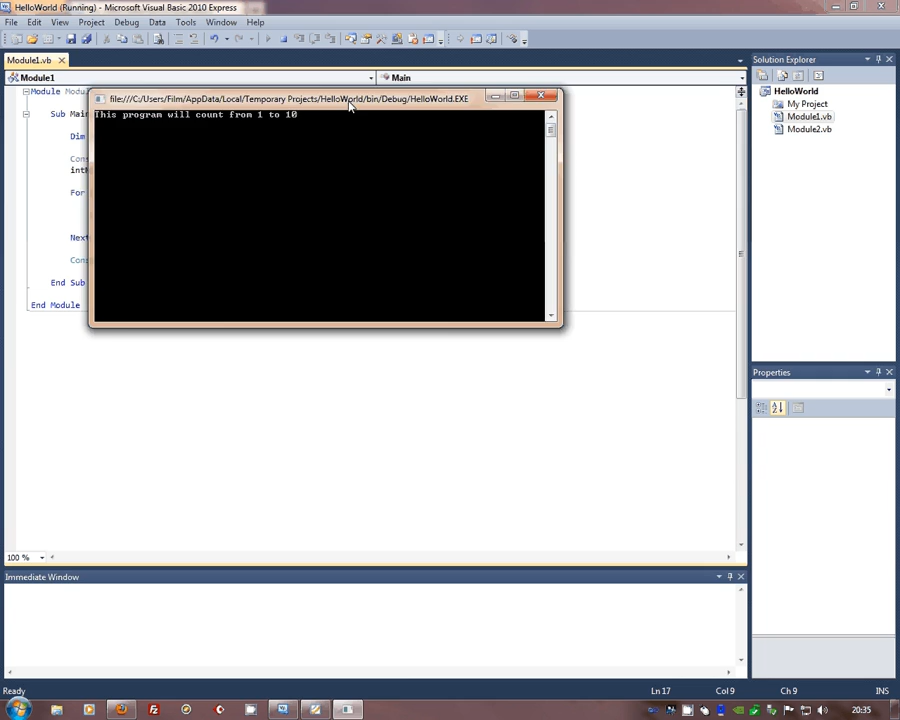 HelloWorld (Running) - Microsoft Visual Basic 2010 Express
File Edit View Project Debug Data Tools Window Help
Module1.vb
Module1 Main
Module
Sub Main
Dim
For
Next
End Sub
End Module
file:///C:/Users/Film/AppData/Local/Temporary Projects/HelloWorld/bin/Debug/HelloWorld.EXE
This program will count from 1 to 10
100 %
Solution Explorer
HelloWorld
My Project
Module1.vb
Module2.vb
Properties
Immediate Window
Ready Ln 17 Col 9 Ch 9 INS
20:35